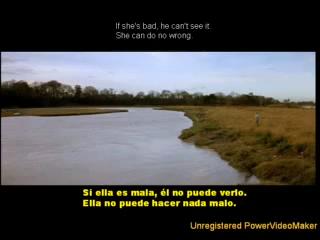 If she's bad, he can't see it.
She can do no wrong.
Si ella es mala, él no puede verlo.
Ella no puede hacer nada malo.
Unregistered PowerVideoMaker